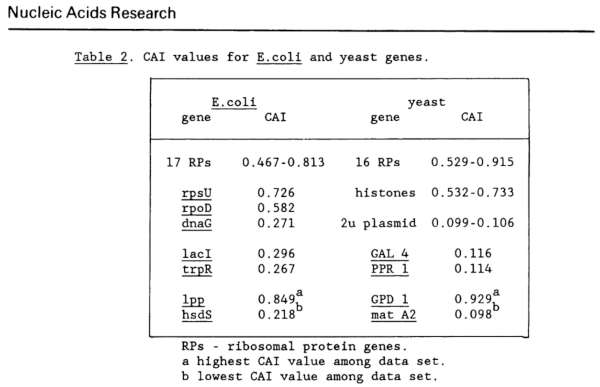 Nucleic Acids Research
Table 2. CAI values for E.coli and yeast genes.
E.coli yeast
gene CAI gene CAI
17 RPs 0.467-0.813 16 RPs 0.529-0.915
rpsU 0.726 histones 0.532-0.733
rpoD 0.582
dnaG 0.271 2u plasmid 0.099-0.106
lacI 0.296 GAL 4 0.116
trpR 0.267 PPR 1 0.114
lpp 0.849a GPD 1 0.929a
hsdS 0.218b mat A2 0.098b
RPs - ribosomal protein genes.
a highest CAI value among data set.
b lowest CAI value among data set.